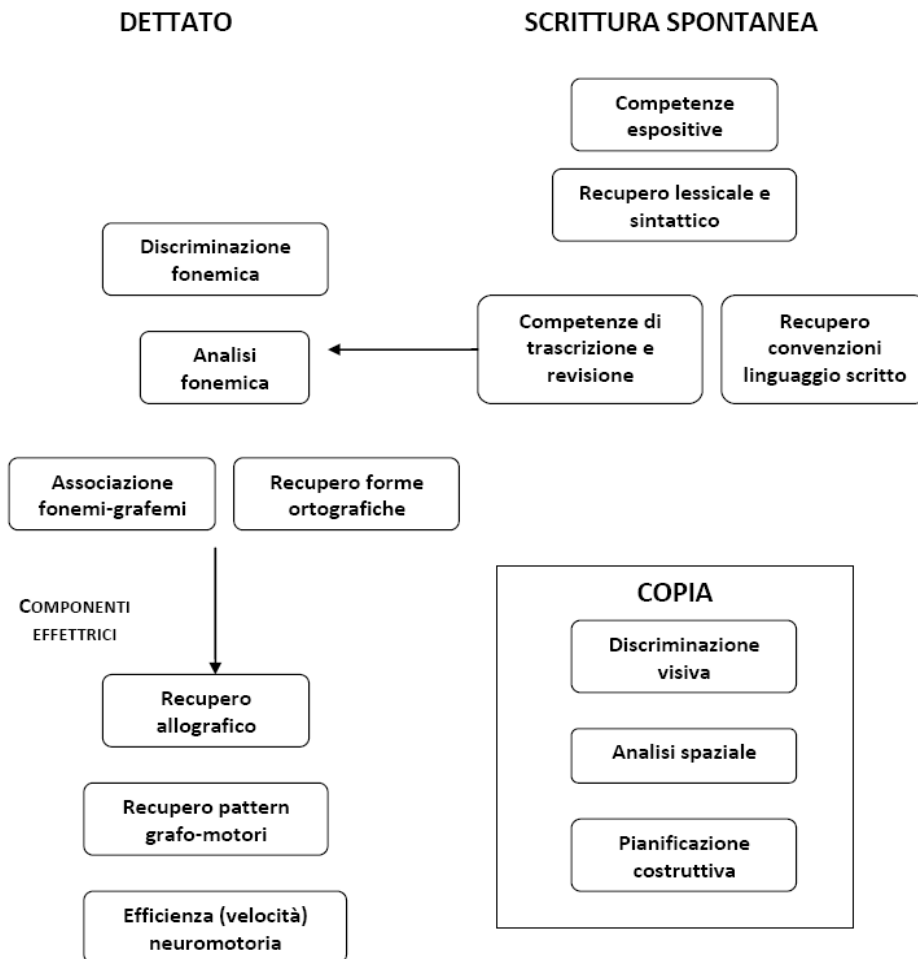 DETTATO
SCRITTURA SPONTANEA
Competenze
espositive
Recupero lessicale e
sintattico
Discriminazione
fonemica
Analisi
fonemica
Competenze di
trascrizione e
revisione
Recupero
convenzioni
linguaggio scritto
Associazione
fonemi-grafemi
Recupero forme
ortografiche
COMPONENTI
EFFETTRICI
Recupero
allografico
Recupero pattern
grafo-motori
Efficienza (velocità)
neuromotoria
COPIA
Discriminazione
visiva
Analisi spaziale
Pianificazione
costruttiva